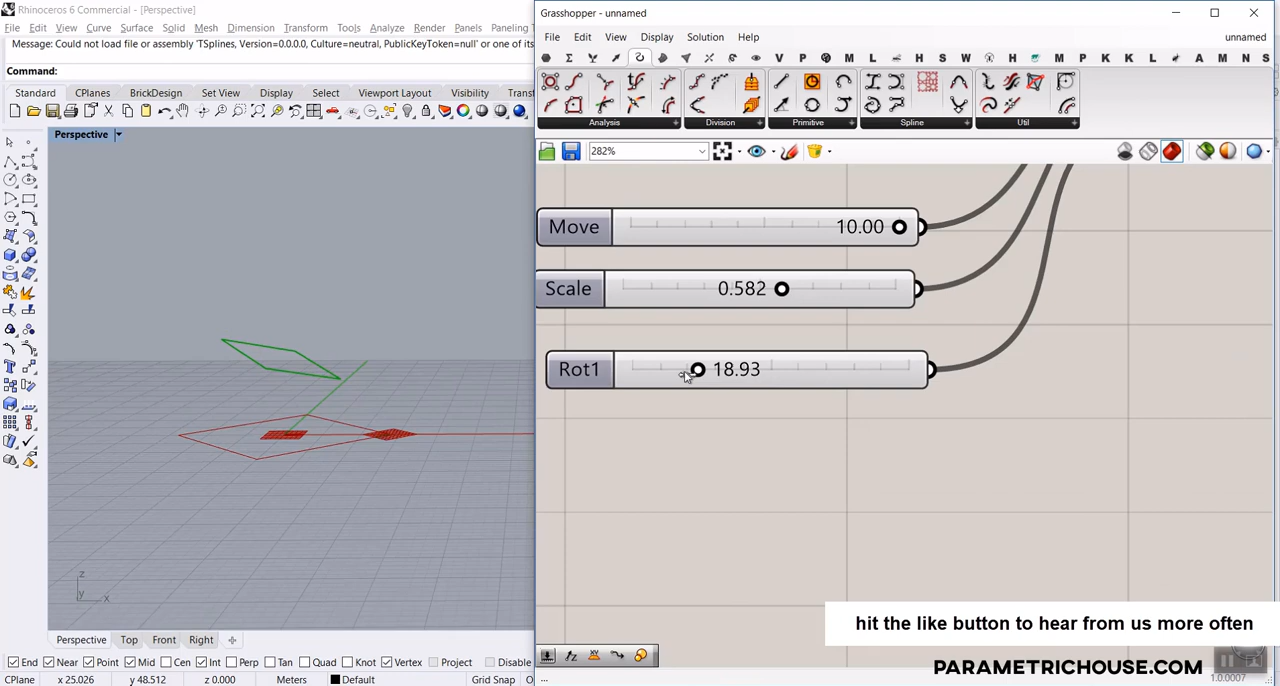 Rhinoceros 6 Commercial - [Perspective]
File Edit View Curve Surface Solid Mesh Dimension Transform Tools Analyze Render Panels Paneling
Message: Could not load file or assembly 'TSplines, Version=0.0.0.0, Culture=neutral, PublicKeyToken=null' or one of its
Command:
Standard CPlanes BrickDesign Set View Display Select Viewport Layout Visibility Trans
Perspective
z
y x
Perspective Top Front Right
End Near Point Mid Cen Int Perp Tan Quad Knot Vertex Project Disable
CPlane x 25.026 y 48.512 z 0.000 Meters Default Grid Snap
Grasshopper - unnamed
File Edit View Display Solution Help unnamed
V P M L H S W H M P K K L A M N S
Analysis Division Primitive Spline Util
282%
Move 10.00
Scale 0.582
Rot1 18.93
hit the like button to hear from us more often
PARAMETRICHOUSE.COM
...
1.0.0007